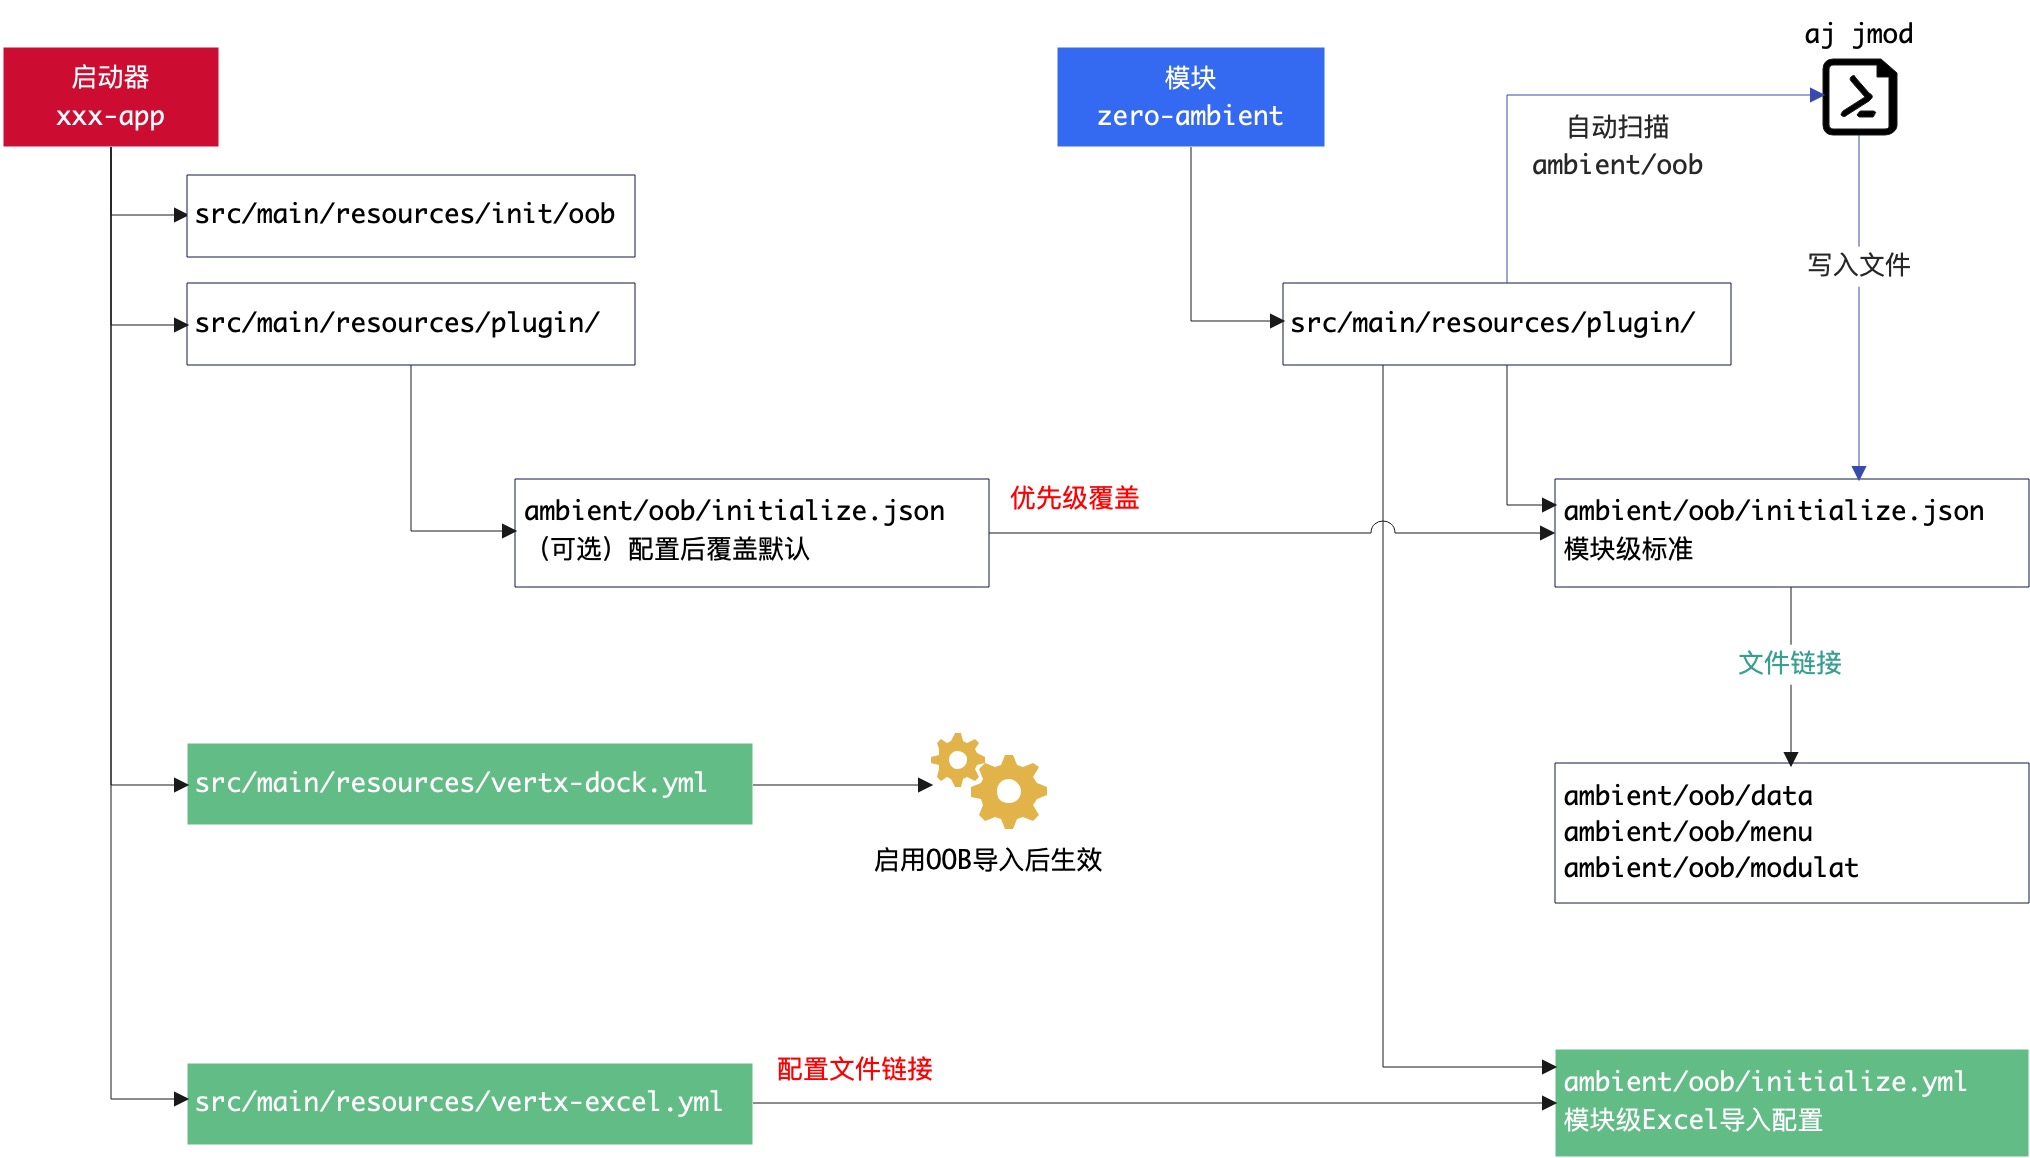 aj jmod
启动器
xxx-app
模块
zero-ambient
自动扫描
ambient/oob
src/main/resources/init/oob
写入文件
src/main/resources/plugin/
src/main/resources/plugin/
ambient/oob/initialize.json
（可选）配置后覆盖默认
优先级覆盖
ambient/oob/initialize.json
模块级标准
文件链接
src/main/resources/vertx-dock.yml
启用OOB导入后生效
ambient/oob/data
ambient/oob/menu
ambient/oob/modulat
src/main/resources/vertx-excel.yml
配置文件链接
ambient/oob/initialize.yml
模块级Excel导入配置